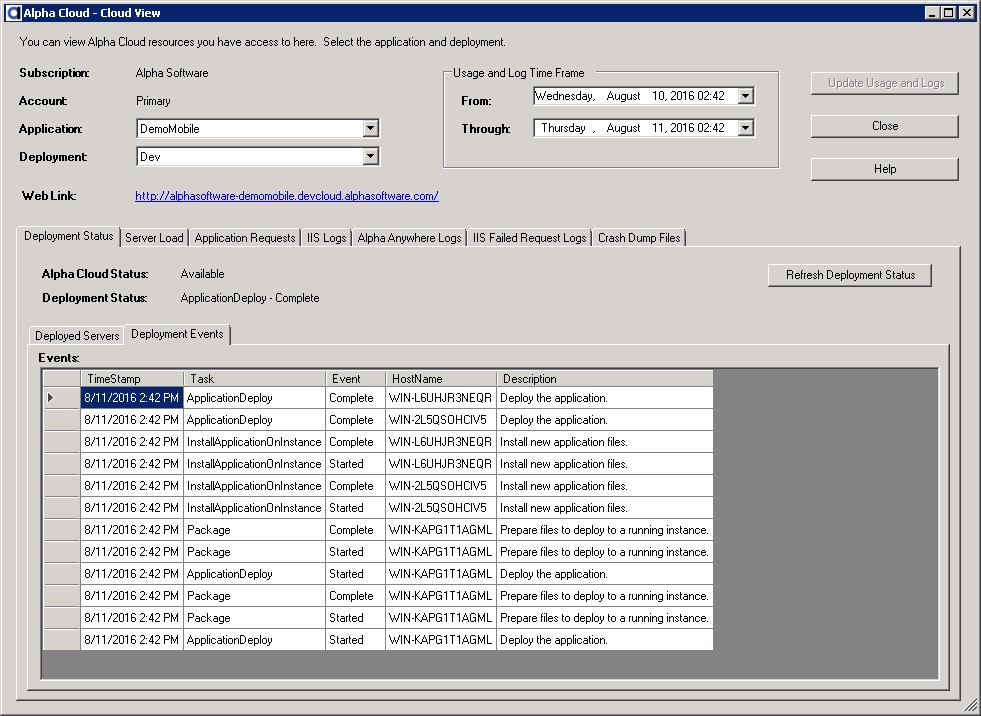 Alpha Cloud - Cloud View
You can view Alpha Cloud resources you have access to here.  Select the application and deployment.
Subscription: Alpha Software
Account: Primary
Application: DemoMobile
Deployment: Dev
Web Link: http://alphasoftware-demomobile.devcloud.alphasoftware.com/
Usage and Log Time Frame
From: Wednesday, August 10, 2016 02:42
Through: Thursday , August 11, 2016 02:42
Update Usage and Logs
Close
Help
Deployment Status Server Load Application Requests IIS Logs Alpha Anywhere Logs IIS Failed Request Logs Crash Dump Files
Alpha Cloud Status: Available
Deployment Status: ApplicationDeploy - Complete
Refresh Deployment Status
Deployed Servers Deployment Events
Events:
TimeStamp Task Event HostName Description
8/11/2016 2:42 PM ApplicationDeploy Complete WIN-L6UHJR3NEQR Deploy the application.
8/11/2016 2:42 PM ApplicationDeploy Complete WIN-2L5QSOHCIV5 Deploy the application.
8/11/2016 2:42 PM InstallApplicationOnInstance Complete WIN-L6UHJR3NEQR Install new application files.
8/11/2016 2:42 PM InstallApplicationOnInstance Started WIN-L6UHJR3NEQR Install new application files.
8/11/2016 2:42 PM InstallApplicationOnInstance Complete WIN-2L5QSOHCIV5 Install new application files.
8/11/2016 2:42 PM InstallApplicationOnInstance Started WIN-2L5QSOHCIV5 Install new application files.
8/11/2016 2:42 PM Package Complete WIN-KAPG1T1AGML Prepare files to deploy to a running instance.
8/11/2016 2:42 PM Package Started WIN-KAPG1T1AGML Prepare files to deploy to a running instance.
8/11/2016 2:42 PM ApplicationDeploy Started WIN-KAPG1T1AGML Deploy the application.
8/11/2016 2:42 PM Package Complete WIN-KAPG1T1AGML Prepare files to deploy to a running instance.
8/11/2016 2:42 PM Package Started WIN-KAPG1T1AGML Prepare files to deploy to a running instance.
8/11/2016 2:42 PM ApplicationDeploy Started WIN-KAPG1T1AGML Deploy the application.